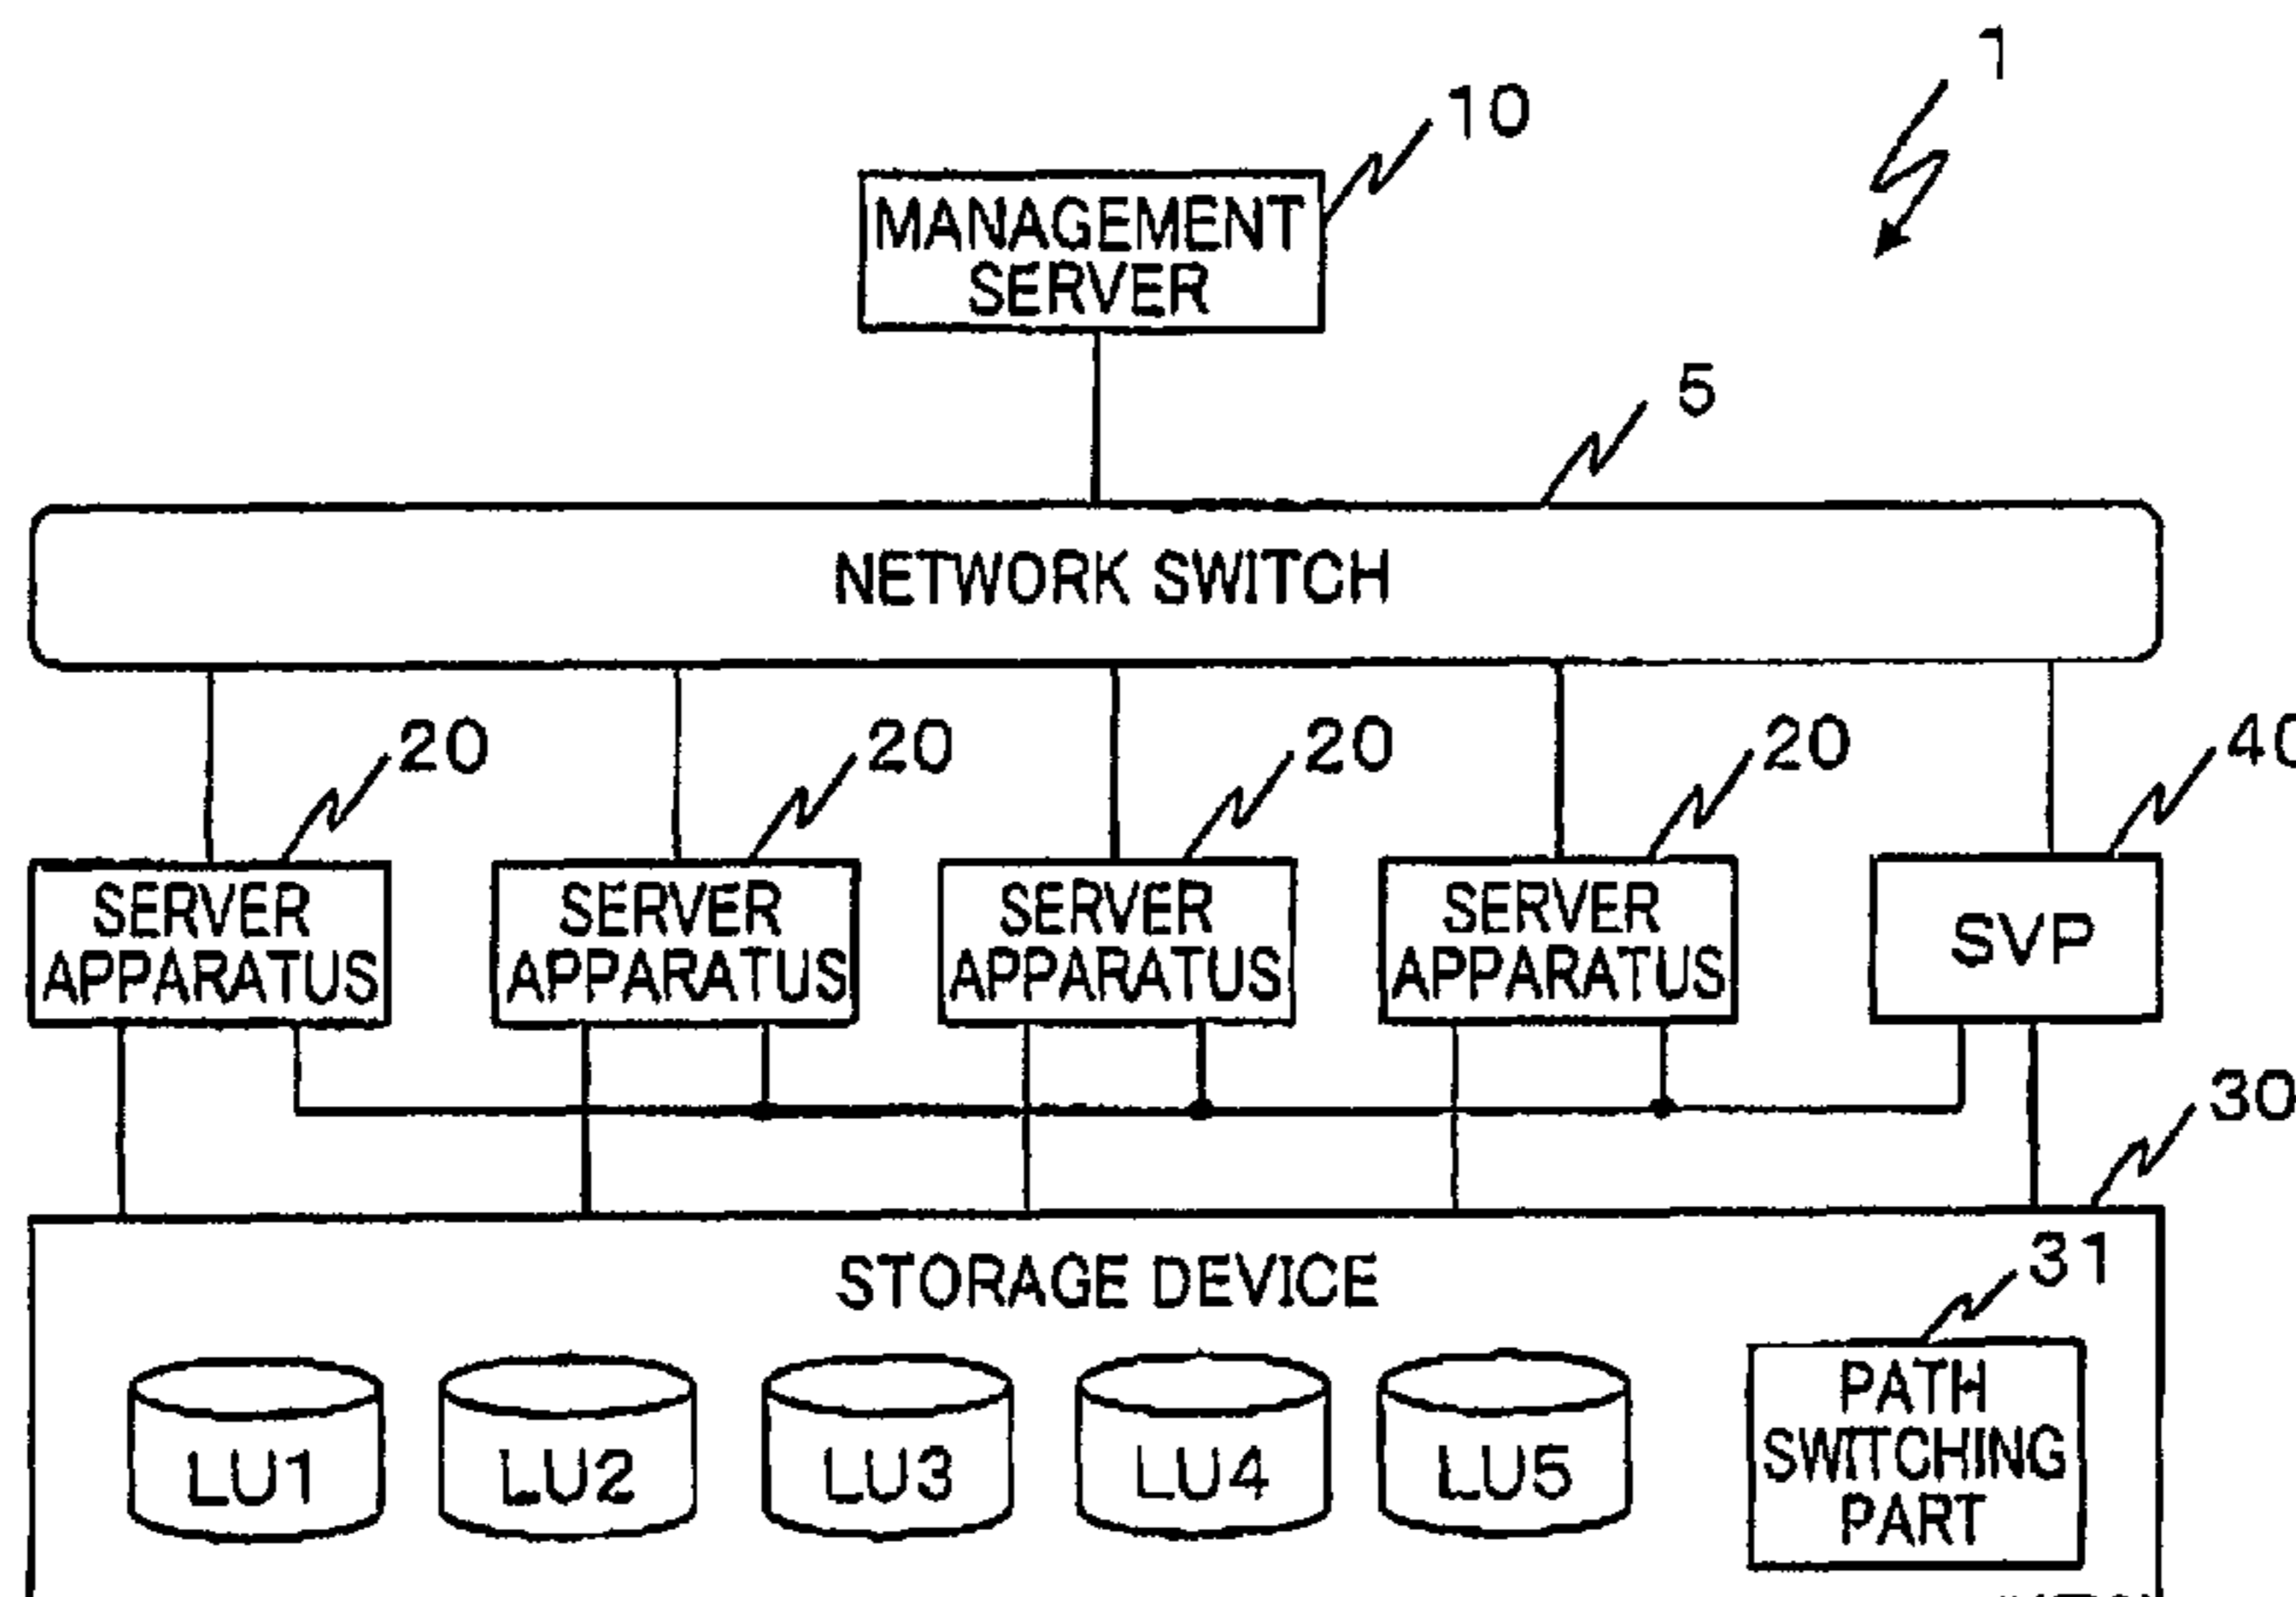 1
10
MANAGEMENT
SERVER
5
NETWORK SWITCH
20
20
20
20
40
SERVER
APPARATUS
SERVER
APPARATUS
SERVER
APPARATUS
SERVER
APPARATUS
SVP
30
STORAGE DEVICE
31
LU1
LU2
LU3
LU4
LU5
PATH
SWITCHING
PART